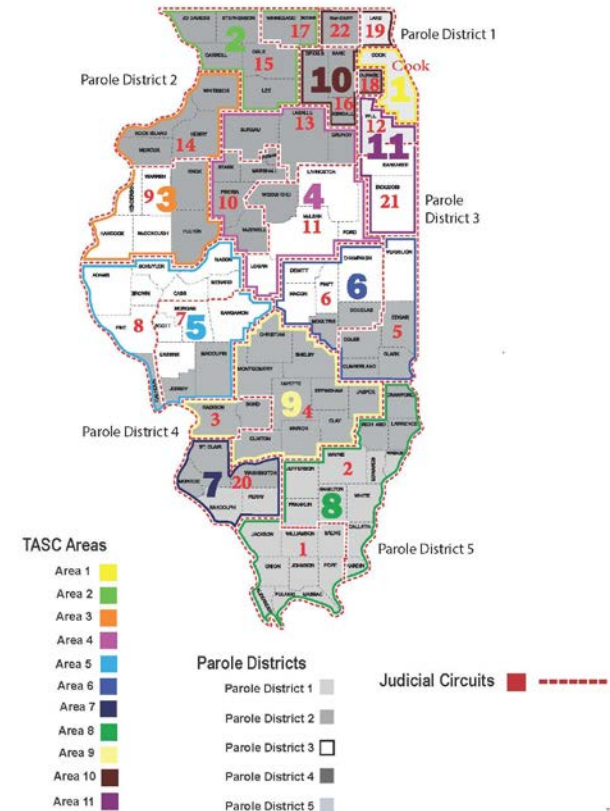 JO DAVIESS
STEPHENSON
WINNEBAGO
LAKE
17
22
19
Parole District 1
2
CARROLL
OGLE
15
COOK
Cook
10
18
1
Parole District 2
WHITESIDE
LEE
16
KENDALL
13
WILL
12
ROCK ISLAND
HENRY
BUREAU
LASALLE
GRUNDY
11
MERCER
14
KNOX
STARK
MARSHALL
LIVINGSTON
KANKAKEE
WARREN
9
3
PEORIA
10
WOODFORD
4
IROQUOIS
21
Parole
District 3
HENDERSON
McLEAN
11
HANCOCK
McDONOUGH
FULTON
TAZEWELL
FORD
MASON
LOGAN
CHAMPAIGN
VERMILION
ADAMS
SCHUYLER
DEWITT
6
BROWN
CASS
MENARD
MACON
PIATT
6
MORGAN
SANGAMON
DOUGLAS
EDGAR
PIKE
8
SCOTT
7
5
MOULTRIE
5
CHRISTIAN
COLES
GREENE
MACOUPIN
SHELBY
CLARK
MONTGOMERY
CUMBERLAND
JERSEY
FAYETTE
9
4
EFFINGHAM
JASPER
CRAWFORD
MADISON
3
BOND
MARION
CLAY
RICHLAND
LAWRENCE
Parole District 4
CLINTON
ST. CLAIR
WAYNE
2
7
WASHINGTON
20
JEFFERSON
MONROE
PERRY
HAMILTON
WHITE
RANDOLPH
8
FRANKLIN
GALLATIN
JACKSON
WILLIAMSON
SALINE
Parole District 5
1
UNION
JOHNSON
POPE
HARDIN
ALEXANDER
PULASKI
MASSAC
TASC Areas
Area 1
Area 2
Area 3
Area 4
Area 5
Area 6
Area 7
Area 8
Area 9
Area 10
Area 11
Parole Districts
Parole District 1
Parole District 2
Parole District 3
Parole District 4
Parole District 5
Judicial Circuits